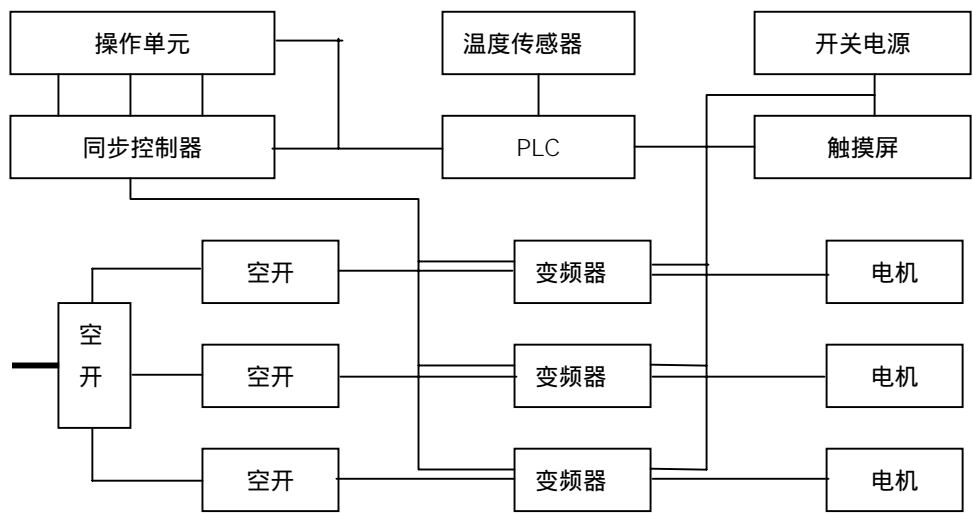 操作单元
温度传感器
开关电源
同步控制器
PLC
触摸屏
空开
变频器
电机
空
开
空开
变频器
电机
空开
变频器
电机